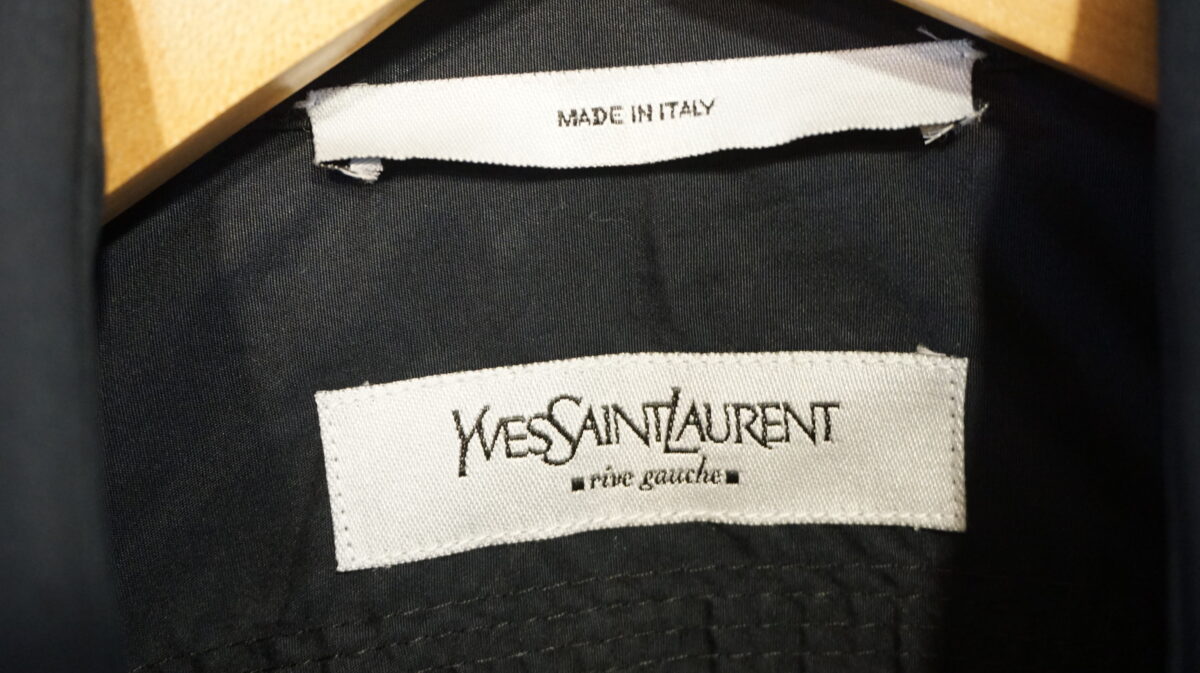 MADE IN ITALY
YVESSAINTLAURENT
rive gauche